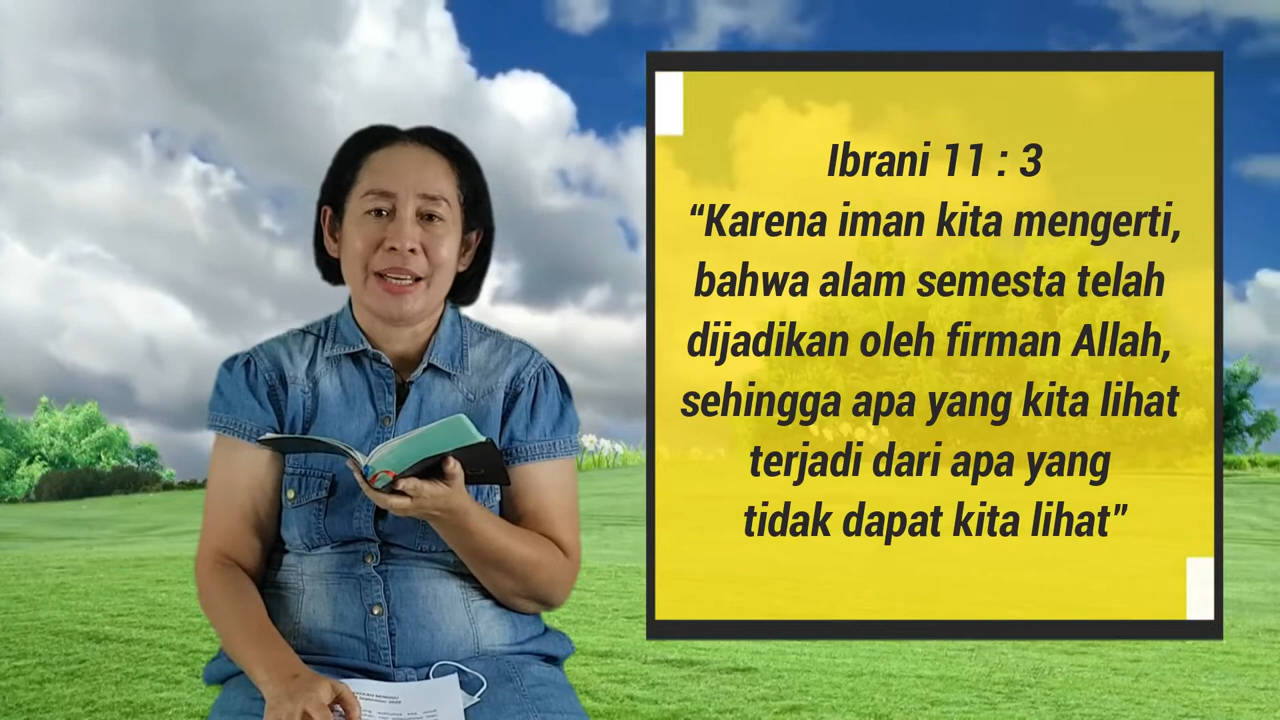 Ibrani 11 : 3
“Karena iman kita mengerti,
bahwa alam semesta telah
dijadikan oleh firman Allah,
sehingga apa yang kita lihat
terjadi dari apa yang
tidak dapat kita lihat”